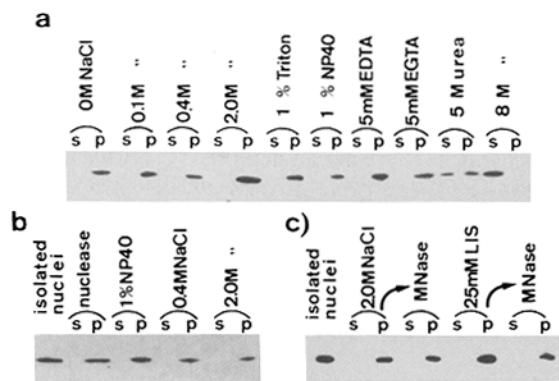 a
0M NaCl
0.1M "
0.4M "
2.0M "
1 % Triton
1 % NP40
5mM EDTA
5mM EGTA
5 M urea
8 M "
s p s p s p s p s p s p s p s p s p s p
b
isolated nuclei
nuclease
1%NP40
0.4M NaCl
2.0M "
s p s p s p s p
c)
isolated nuclei
2.0M NaCl
MNase
25mM LIS
MNase
s p s p s p s p